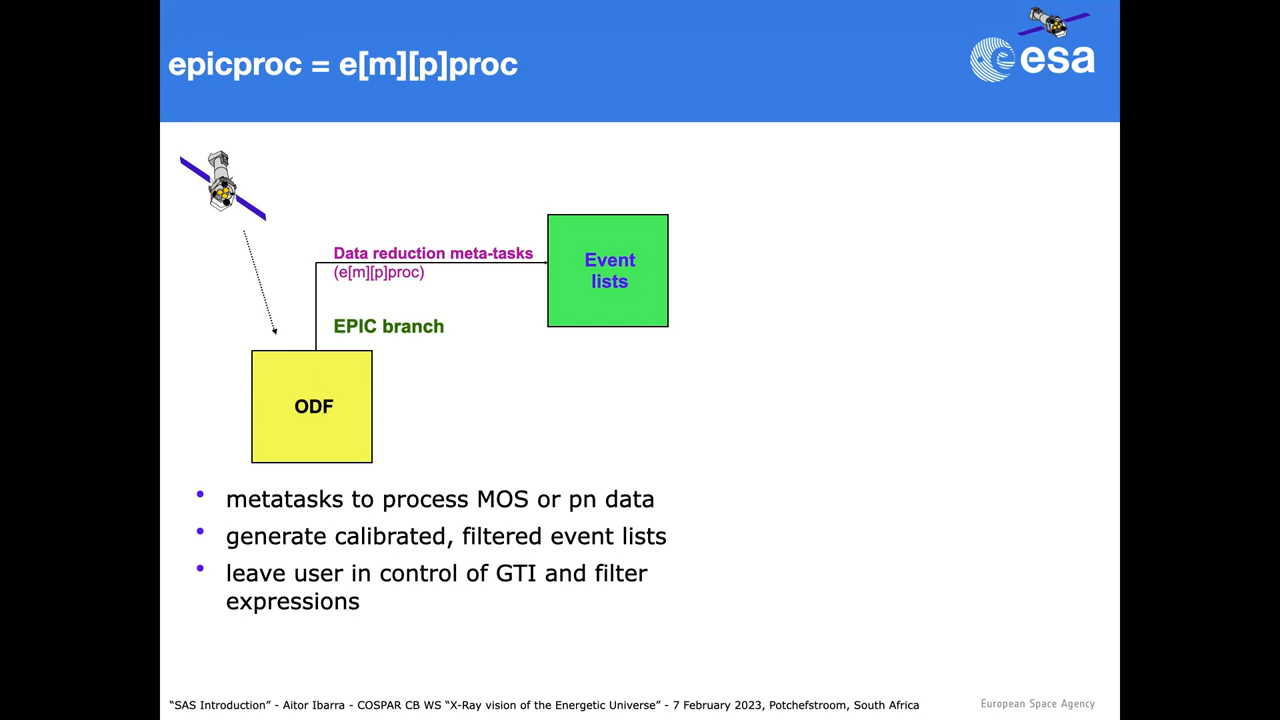 epicproc = e[m][p]proc
esa
Data reduction meta-tasks
(e[m][p]proc)
Event
lists
EPIC branch
ODF
• metatasks to process MOS or pn data
• generate calibrated, filtered event lists
• leave user in control of GTI and filter
expressions
“SAS Introduction” - Aitor Ibarra - COSPAR CB WS “X-Ray vision of the Energetic Universe” - 7 February 2023, Potchefstroom, South Africa
European Space Agency